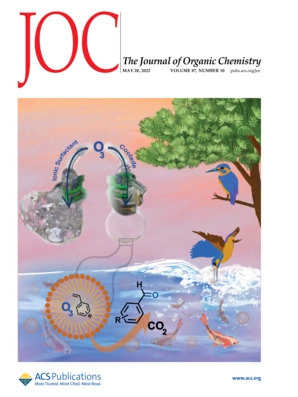 JOC
The Journal of Organic Chemistry
MAY 20, 2022
VOLUME 87, NUMBER 10
pubs.acs.org/joc
Ionic Surfactant
O3
Coolade
O3
R
H
O
R
CO2
ACS Publications
Most Trusted. Most Cited. Most Read.
www.acs.org